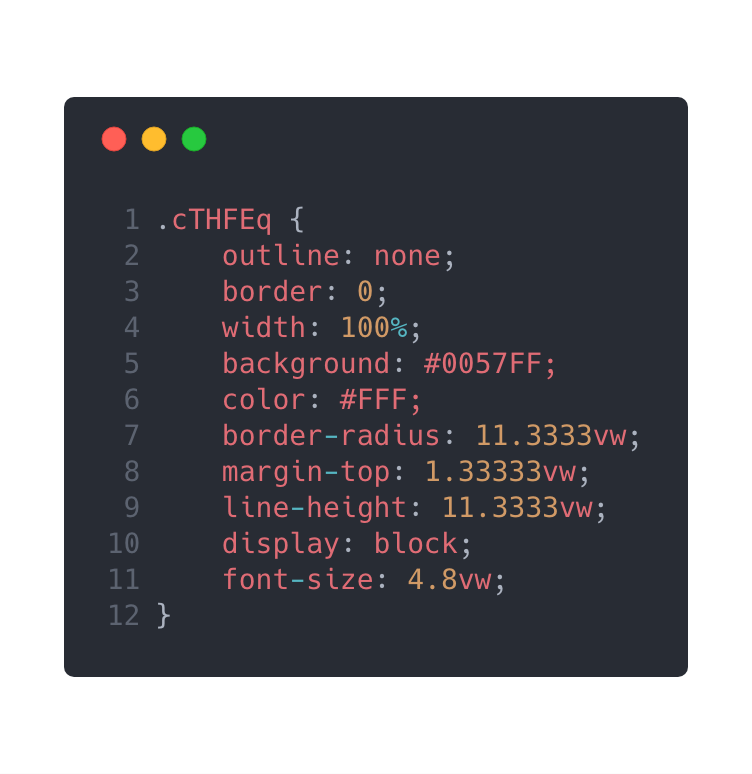 1 .cTHFEq {
2     outline: none;
3     border: 0;
4     width: 100%;
5     background: #0057FF;
6     color: #FFF;
7     border-radius: 11.3333vw;
8     margin-top: 1.33333vw;
9     line-height: 11.3333vw;
10     display: block;
11     font-size: 4.8vw;
12 }